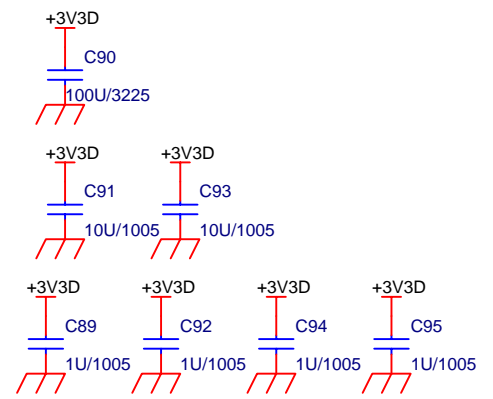 +3V3D
C90
100U/3225
+3V3D +3V3D
C91 C93
10U/1005 10U/1005
+3V3D +3V3D +3V3D +3V3D
C89 C92 C94 C95
1U/1005 1U/1005 1U/1005 1U/1005